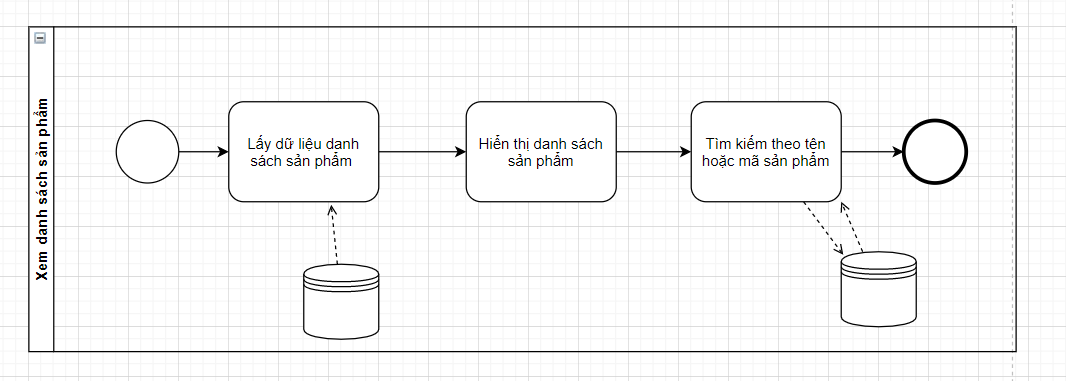 Xem danh sách sản phẩm
Lấy dữ liệu danh
sách sản phẩm
Hiển thị danh sách
sản phẩm
Tìm kiếm theo tên
hoặc mã sản phẩm